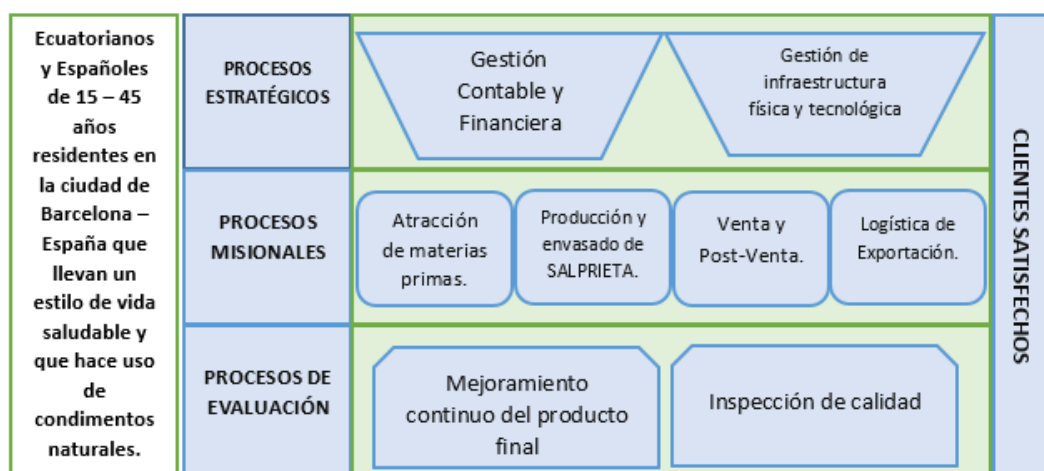 Ecuatorianos
y Españoles
de 15 – 45
años
residentes en
la ciudad de
Barcelona –
España que
llevan un
estilo de vida
saludable y
que hace uso
de
condimentos
naturales.
PROCESOS
ESTRATÉGICOS
Gestión
Contable y
Financiera
Gestión de
infraestructura
física y tecnológica
PROCESOS
MISIONALES
Atracción
de materias
primas.
Producción y
envasado de
SALPRIETA.
Venta y
Post-Venta.
Logística de
Exportación.
PROCESOS DE
EVALUACIÓN
Mejoramiento
continuo del producto
final
Inspección de calidad
CLIENTES SATISFECHOS